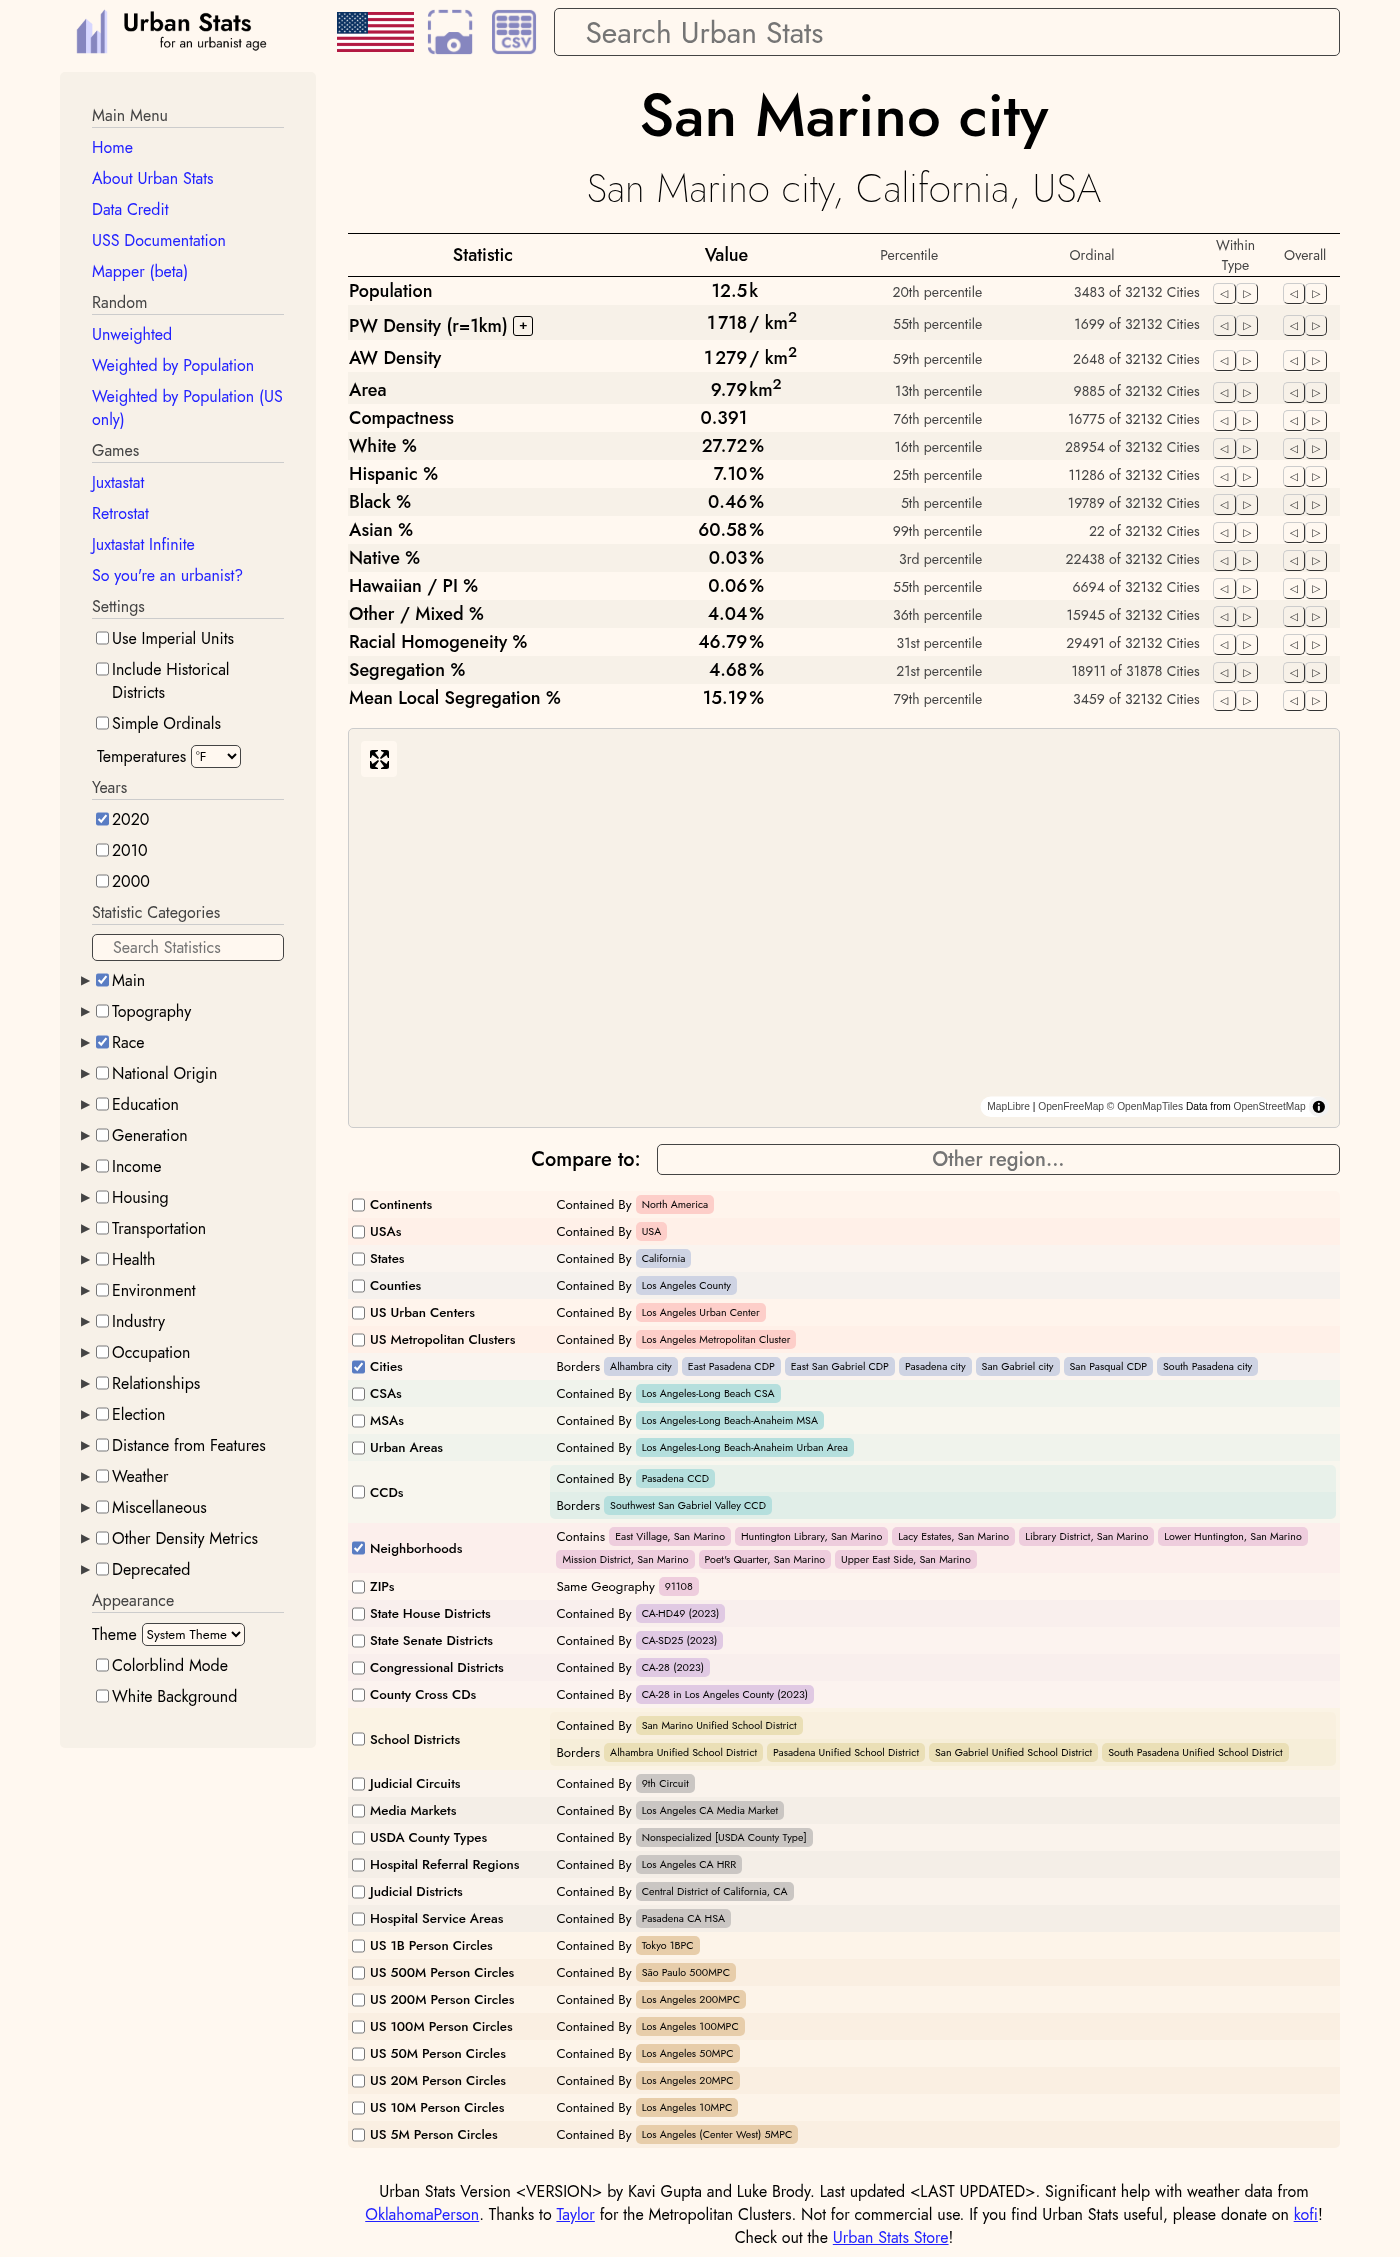 Urban Stats
for an urbanist age
CSV
Search Urban Stats
Main Menu
Home
About Urban Stats
Data Credit
USS Documentation
Mapper (beta)
Random
Unweighted
Weighted by Population
Weighted by Population (US
only)
Games
Juxtastat
Retrostat
Juxtastat Infinite
So you're an urbanist?
Settings
Use Imperial Units
Include Historical
Districts
Simple Ordinals
Temperatures °F
Years
2020
2010
2000
Statistic Categories
Search Statistics
Main
Topography
Race
National Origin
Education
Generation
Income
Housing
Transportation
Health
Environment
Industry
Occupation
Relationships
Election
Distance from Features
Weather
Miscellaneous
Other Density Metrics
Deprecated
Appearance
Theme System Theme
Colorblind Mode
White Background
San Marino city
San Marino city, California, USA
Statistic Value Percentile Ordinal Within Type Overall
Population 12.5 k 20th percentile 3483 of 32132 Cities
PW Density (r=1km) + 1 718 / km² 55th percentile 1699 of 32132 Cities
AW Density 1 279 / km² 59th percentile 2648 of 32132 Cities
Area 9.79 km² 13th percentile 9885 of 32132 Cities
Compactness 0.391 76th percentile 16775 of 32132 Cities
White % 27.72 % 16th percentile 28954 of 32132 Cities
Hispanic % 7.10 % 25th percentile 11286 of 32132 Cities
Black % 0.46 % 5th percentile 19789 of 32132 Cities
Asian % 60.58 % 99th percentile 22 of 32132 Cities
Native % 0.03 % 3rd percentile 22438 of 32132 Cities
Hawaiian / PI % 0.06 % 55th percentile 6694 of 32132 Cities
Other / Mixed % 4.04 % 36th percentile 15945 of 32132 Cities
Racial Homogeneity % 46.79 % 31st percentile 29491 of 32132 Cities
Segregation % 4.68 % 21st percentile 18911 of 31878 Cities
Mean Local Segregation % 15.19 % 79th percentile 3459 of 32132 Cities
MapLibre | OpenFreeMap © OpenMapTiles Data from OpenStreetMap
Compare to: Other region...
Continents Contained By North America
USAs Contained By USA
States Contained By California
Counties Contained By Los Angeles County
US Urban Centers Contained By Los Angeles Urban Center
US Metropolitan Clusters Contained By Los Angeles Metropolitan Cluster
Cities Borders Alhambra city East Pasadena CDP East San Gabriel CDP Pasadena city San Gabriel city San Pasqual CDP South Pasadena city
CSAs Contained By Los Angeles-Long Beach CSA
MSAs Contained By Los Angeles-Long Beach-Anaheim MSA
Urban Areas Contained By Los Angeles-Long Beach-Anaheim Urban Area
CCDs Contained By Pasadena CCD
Borders Southwest San Gabriel Valley CCD
Neighborhoods Contains East Village, San Marino Huntington Library, San Marino Lacy Estates, San Marino Library District, San Marino Lower Huntington, San Marino
Mission District, San Marino Poet's Quarter, San Marino Upper East Side, San Marino
ZIPs Same Geography 91108
State House Districts Contained By CA-HD49 (2023)
State Senate Districts Contained By CA-SD25 (2023)
Congressional Districts Contained By CA-28 (2023)
County Cross CDs Contained By CA-28 in Los Angeles County (2023)
School Districts Contained By San Marino Unified School District
Borders Alhambra Unified School District Pasadena Unified School District San Gabriel Unified School District South Pasadena Unified School District
Judicial Circuits Contained By 9th Circuit
Media Markets Contained By Los Angeles CA Media Market
USDA County Types Contained By Nonspecialized [USDA County Type]
Hospital Referral Regions Contained By Los Angeles CA HRR
Judicial Districts Contained By Central District of California, CA
Hospital Service Areas Contained By Pasadena CA HSA
US 1B Person Circles Contained By Tokyo 1BPC
US 500M Person Circles Contained By São Paulo 500MPC
US 200M Person Circles Contained By Los Angeles 200MPC
US 100M Person Circles Contained By Los Angeles 100MPC
US 50M Person Circles Contained By Los Angeles 50MPC
US 20M Person Circles Contained By Los Angeles 20MPC
US 10M Person Circles Contained By Los Angeles 10MPC
US 5M Person Circles Contained By Los Angeles (Center West) 5MPC
Urban Stats Version <VERSION> by Kavi Gupta and Luke Brody. Last updated <LAST UPDATED>. Significant help with weather data from
OklahomaPerson. Thanks to Taylor for the Metropolitan Clusters. Not for commercial use. If you find Urban Stats useful, please donate on kofi!
Check out the Urban Stats Store!